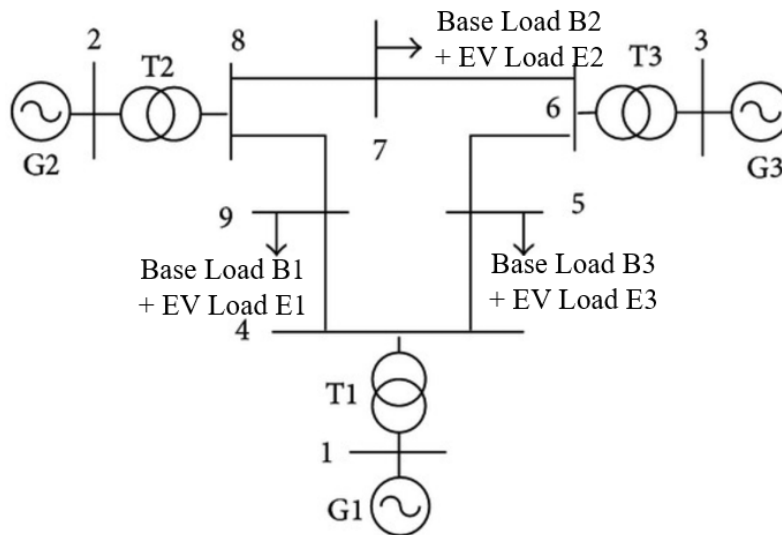 Base Load B2
+ EV Load E2
2
T2
8
T3
3
6
G2
7
G3
9
5
Base Load B1
+ EV Load E1
Base Load B3
+ EV Load E3
4
T1
1
G1